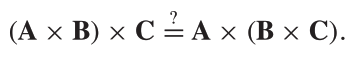 (A × B) × C ≟ A × (B × C).